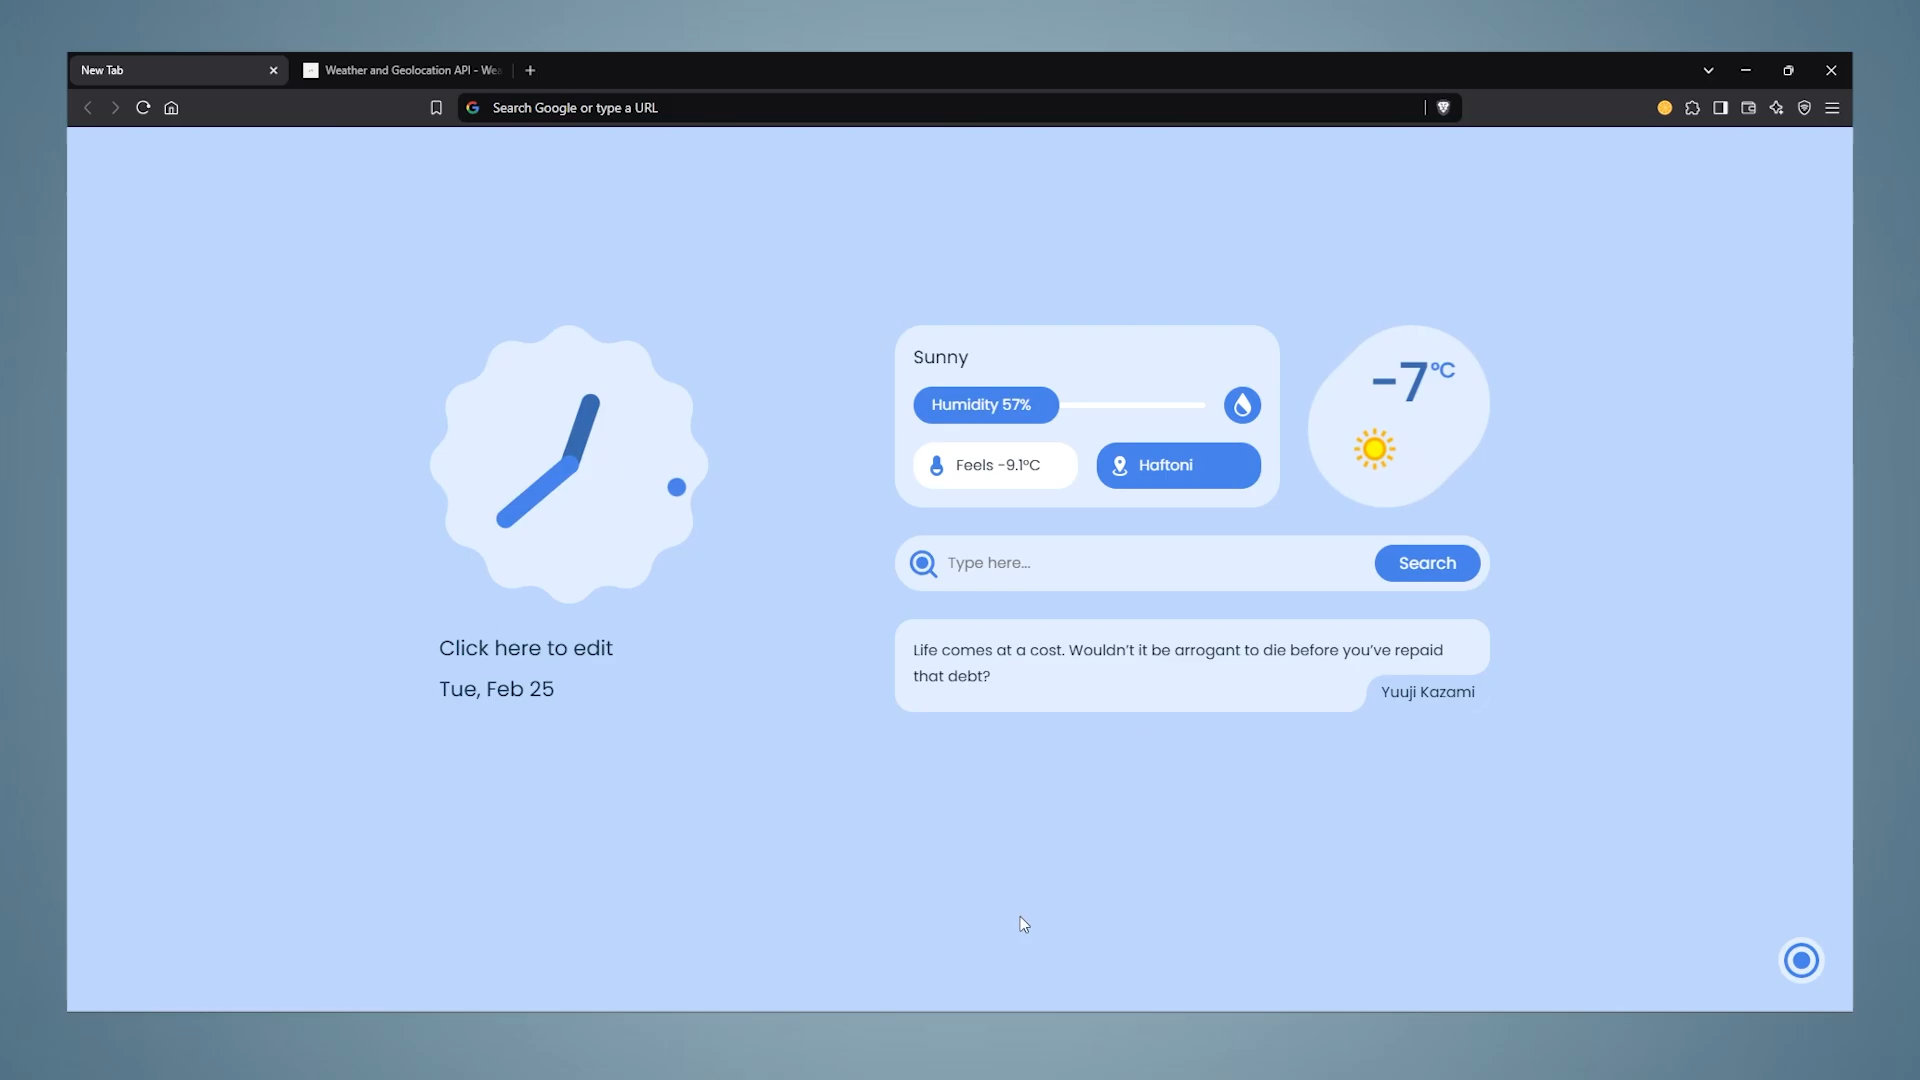 New Tab
Weather and Geolocation API - Wea
Search Google or type a URL
Sunny
Humidity 57%
Feels -9.1°C
Haftoni
-7°C
Type here...
Search
Click here to edit
Tue, Feb 25
Life comes at a cost. Wouldn't it be arrogant to die before you've repaid
that debt?
Yuuji Kazami